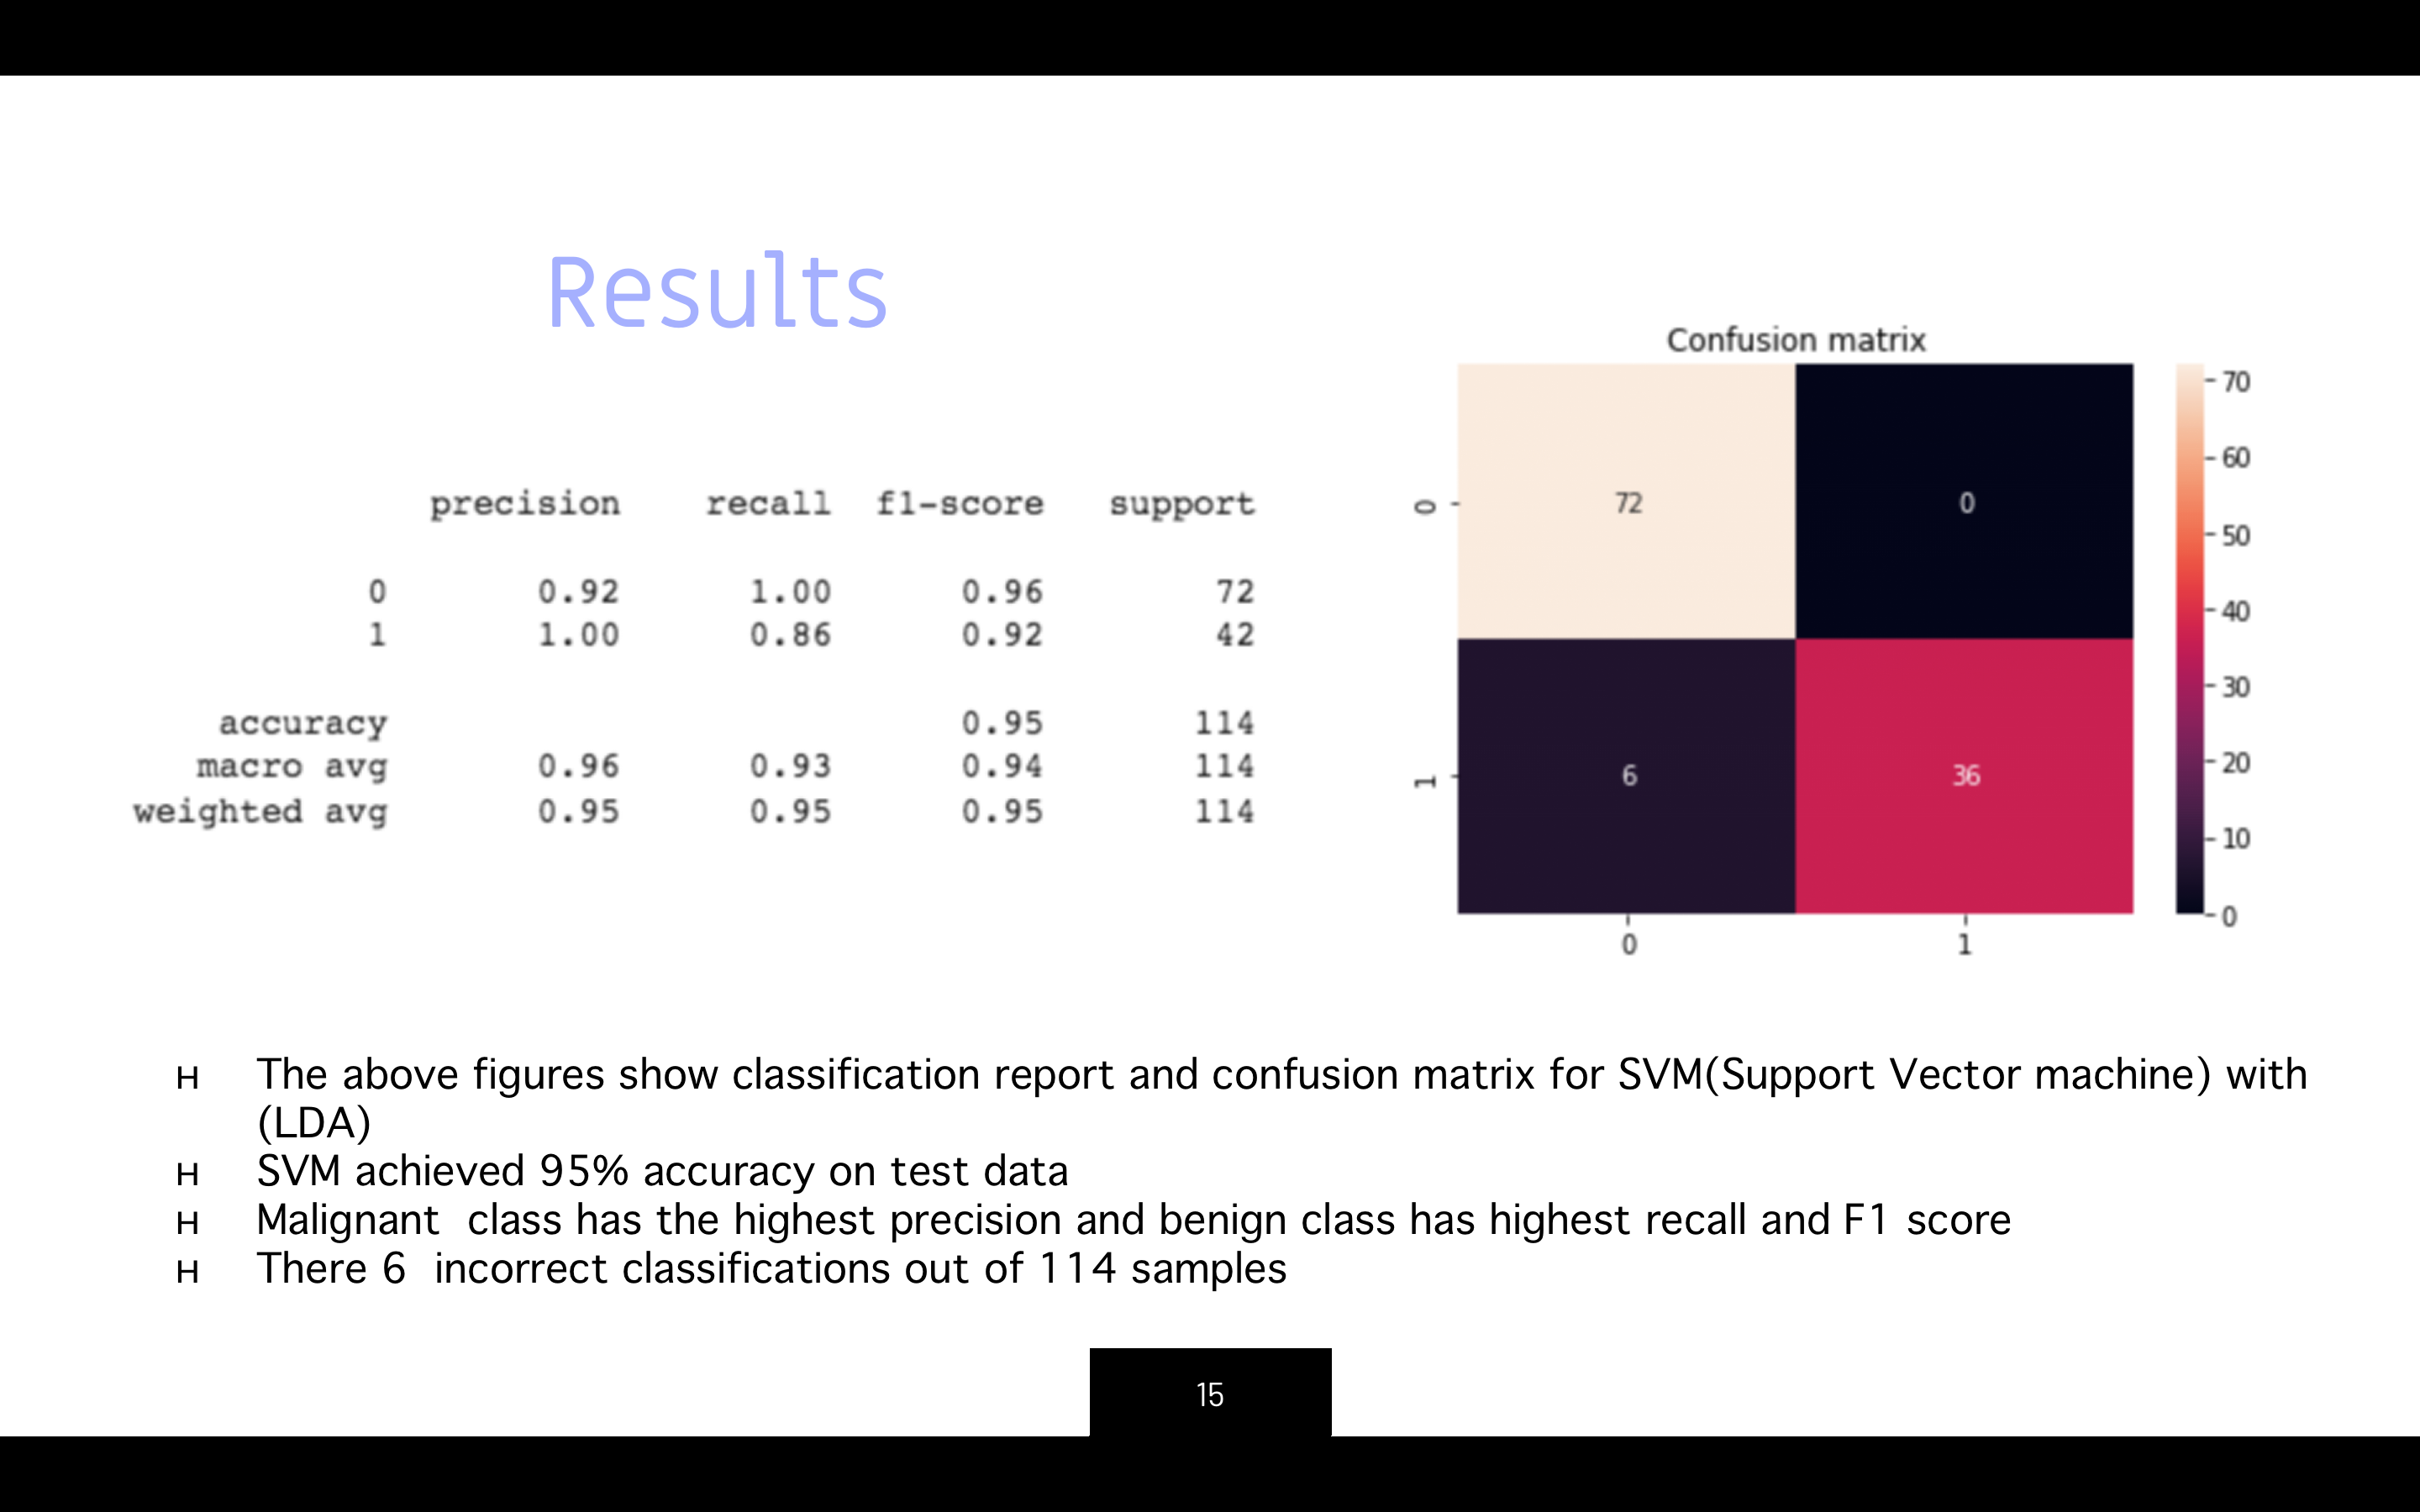 Results
precision recall f1-score support
0 0.92 1.00 0.96 72
1 1.00 0.86 0.92 42
accuracy 0.95 114
macro avg 0.96 0.93 0.94 114
weighted avg 0.95 0.95 0.95 114
Confusion matrix
0 72 0
1 6 36
0 1
70
60
50
40
30
20
10
0
H The above figures show classification report and confusion matrix for SVM(Support Vector machine) with
(LDA)
H SVM achieved 95% accuracy on test data
H Malignant class has the highest precision and benign class has highest recall and F1 score
H There 6 incorrect classifications out of 114 samples
15